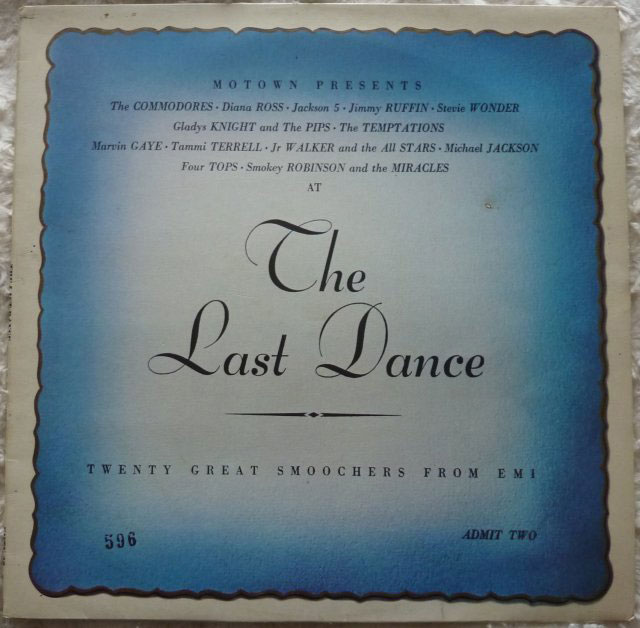 MOTOWN PRESENTS
The COMMODORES · Diana ROSS · Jackson 5 · Jimmy RUFFIN · Stevie WONDER
Gladys KNIGHT and The PIPS · The TEMPTATIONS
Marvin GAYE · Tammi TERRELL · Jr WALKER and the All STARS · Michael JACKSON
Four TOPS · Smokey ROBINSON and the MIRACLES
AT
The
Last Dance
TWENTY GREAT SMOOCHERS FROM EMI
596
ADMIT TWO